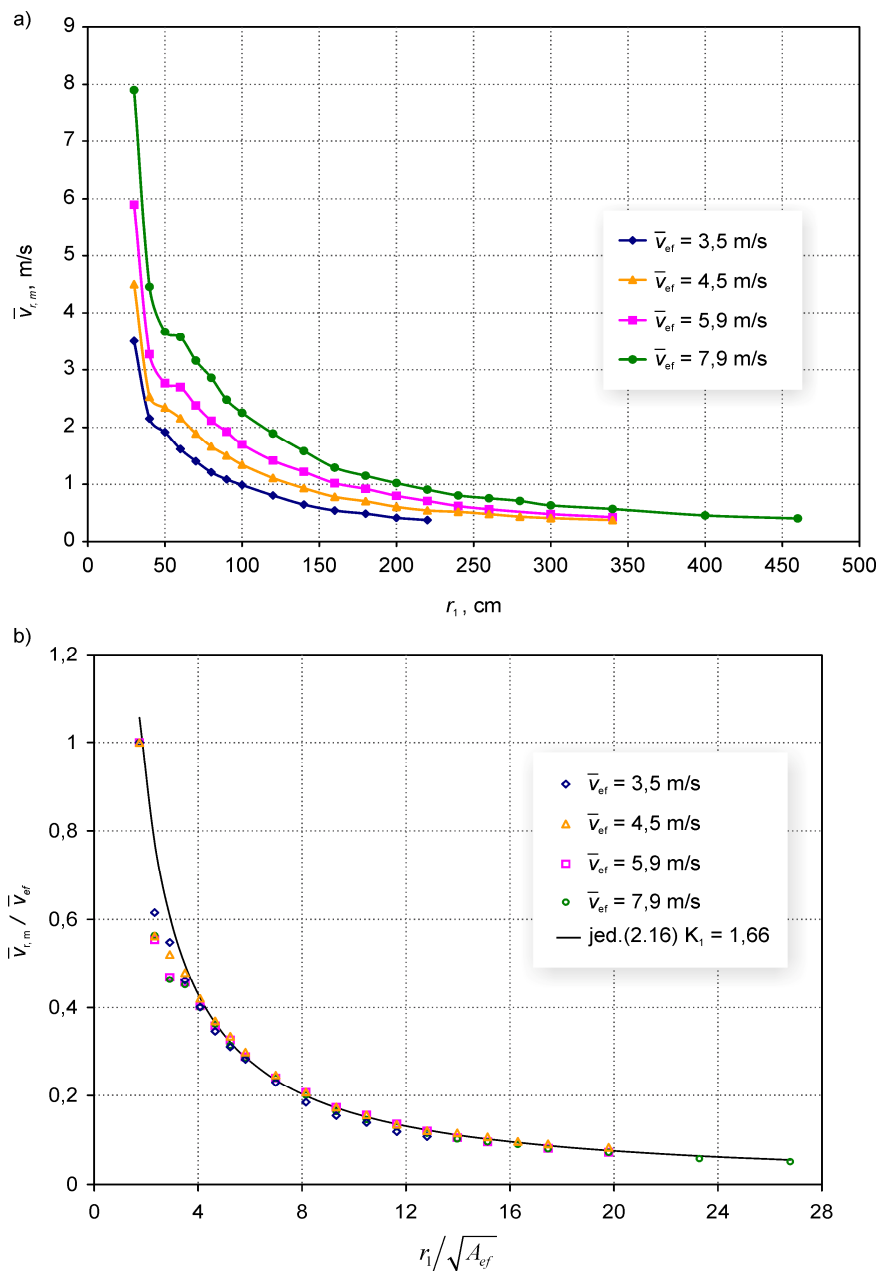 a)
9
8
7
6
5
4
3
2
1
0
v̅r, m, m/s
v̅ef = 3,5 m/s
v̅ef = 4,5 m/s
v̅ef = 5,9 m/s
v̅ef = 7,9 m/s
0 50 100 150 200 250 300 350 400 450 500
r1 , cm
b)
1,2
1
0,8
0,6
0,4
0,2
0
v̅r, m / v̅ef
v̅ef = 3,5 m/s
v̅ef = 4,5 m/s
v̅ef = 5,9 m/s
v̅ef = 7,9 m/s
jed.(2.16) K1 = 1,66
0 4 8 12 16 20 24 28
r1/√Aef